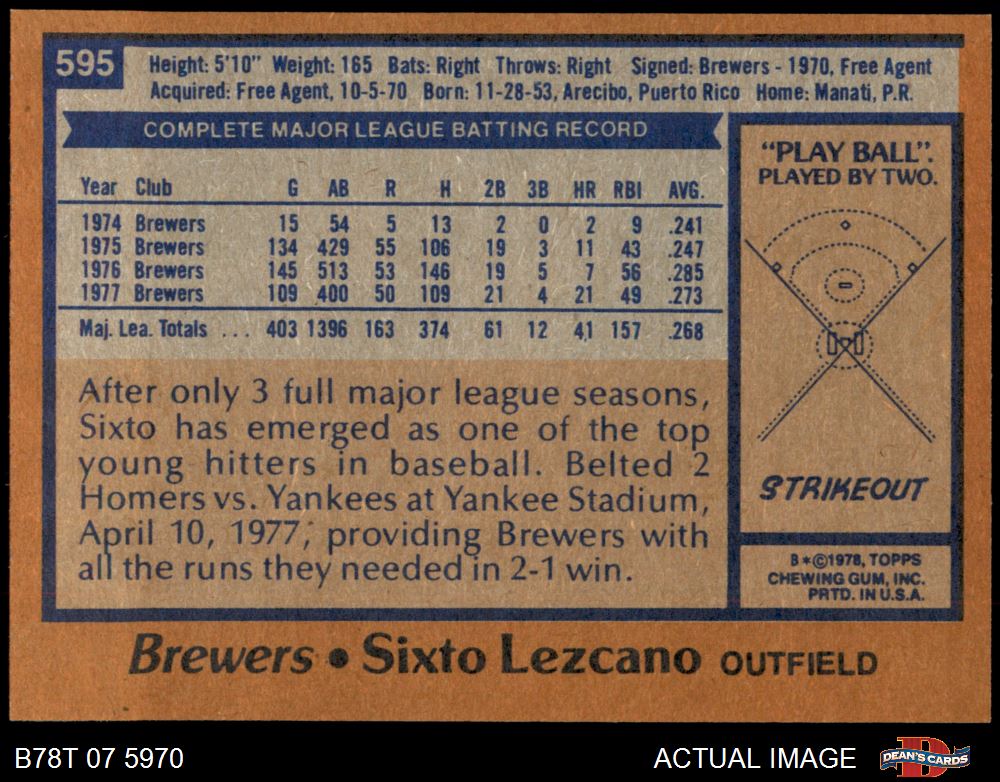 595
Height: 5'10" Weight: 165 Bats: Right Throws: Right Signed: Brewers - 1970, Free Agent
Acquired: Free Agent, 10-5-70 Born: 11-28-53, Arecibo, Puerto Rico Home: Manati, P.R.
COMPLETE MAJOR LEAGUE BATTING RECORD
Year Club G AB R H 2B 3B HR RBI AVG.
1974 Brewers 15 54 5 13 2 0 2 9 .241
1975 Brewers 134 429 55 106 19 3 11 43 .247
1976 Brewers 145 513 53 146 19 5 7 56 .285
1977 Brewers 109 400 50 109 21 4 21 49 .273
Maj. Lea. Totals ... 403 1396 163 374 61 12 41 157 .268
After only 3 full major league seasons,
Sixto has emerged as one of the top
young hitters in baseball. Belted 2
Homers vs. Yankees at Yankee Stadium,
April 10, 1977, providing Brewers with
all the runs they needed in 2-1 win.
"PLAY BALL".
PLAYED BY TWO.
STRIKEOUT
B*©1978, TOPPS
CHEWING GUM, INC.
PRTD. IN U.S.A.
Brewers • Sixto Lezcano OUTFIELD
B78T 07 5970
ACTUAL IMAGE
DEAN'S CARDS